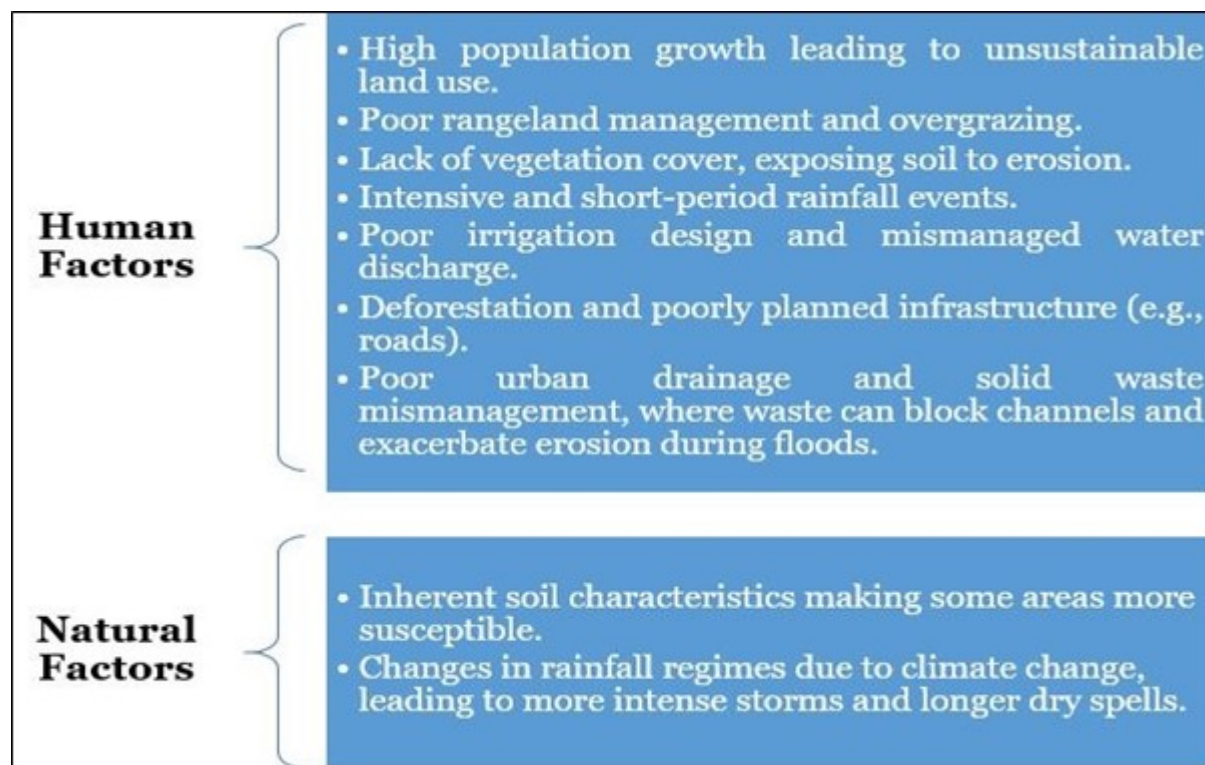 Human
Factors
• High population growth leading to unsustainable
land use.
• Poor rangeland management and overgrazing.
• Lack of vegetation cover, exposing soil to erosion.
• Intensive and short-period rainfall events.
• Poor irrigation design and mismanaged water
discharge.
• Deforestation and poorly planned infrastructure (e.g.,
roads).
• Poor urban drainage and solid waste
mismanagement, where waste can block channels and
exacerbate erosion during floods.
Natural
Factors
• Inherent soil characteristics making some areas more
susceptible.
• Changes in rainfall regimes due to climate change,
leading to more intense storms and longer dry spells.